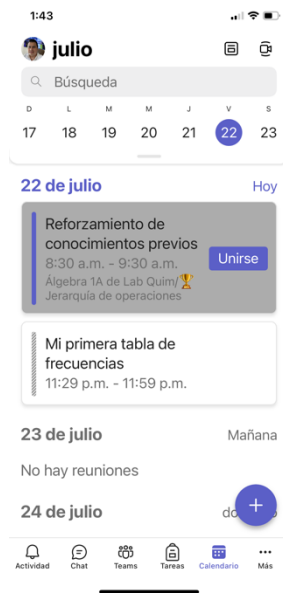 1:43
julio
Búsqueda
D L M M J V S
17 18 19 20 21 22 23
22 de julio Hoy
Reforzamiento de
conocimientos previos
8:30 a.m. - 9:30 a.m. Unirse
Álgebra 1A de Lab Quim/🏆
Jerarquía de operaciones
Mi primera tabla de
frecuencias
11:29 p.m. - 11:59 p.m.
23 de julio Mañana
No hay reuniones
24 de julio
+
Actividad Chat Teams Tareas Calendario Más